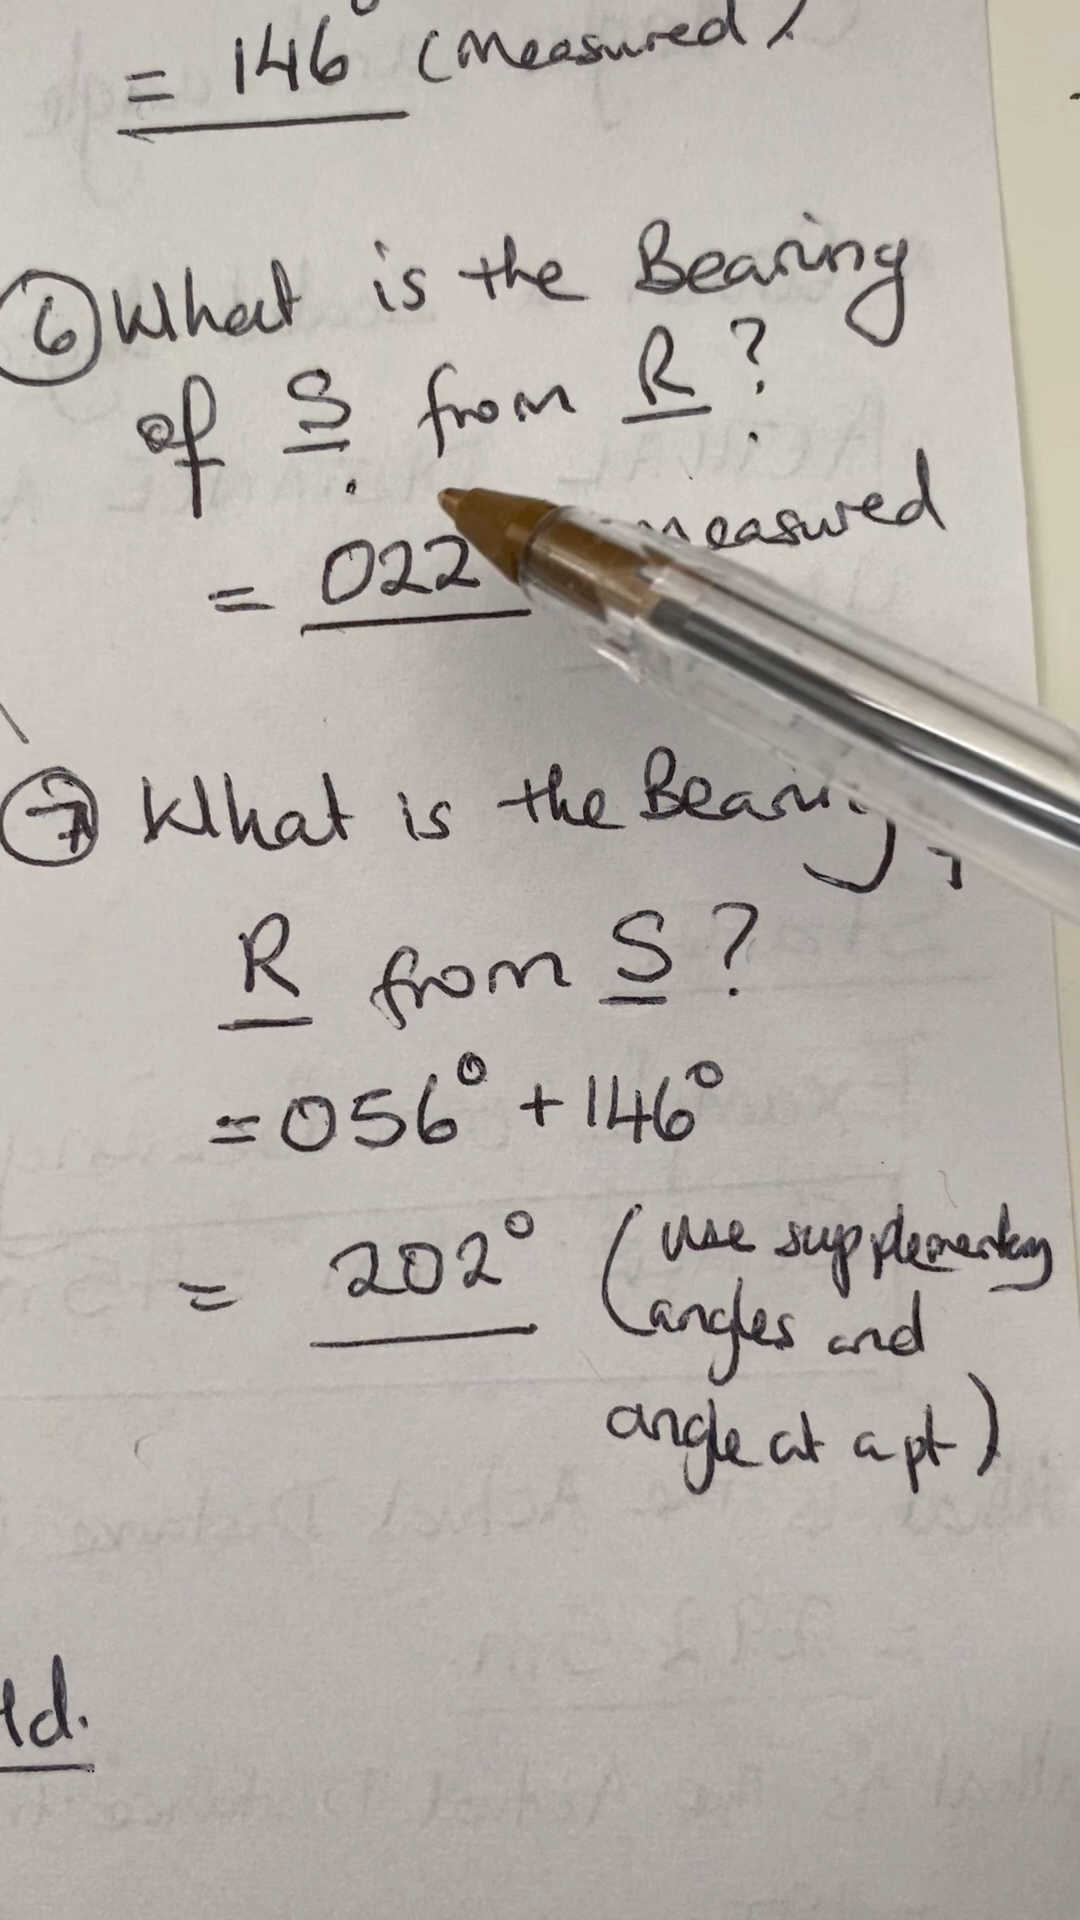 = 146° (Measured)
6 What is the Bearing
of S from R?
= 022 measured
7 What is the Bearing
R from S?
= 056° + 146°
= 202° (use supplementary
angles and
angle at a pt)
ld.